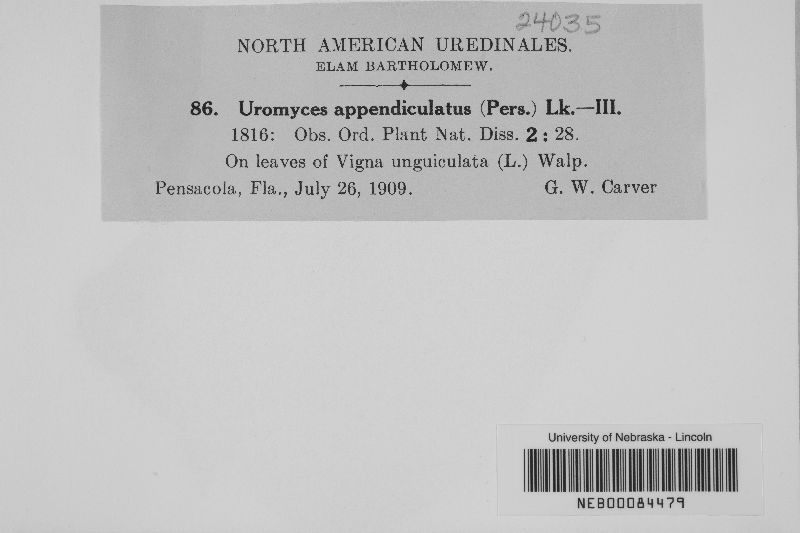 24035
NORTH AMERICAN UREDINALES.
ELAM BARTHOLOMEW.
86. Uromyces appendiculatus (Pers.) Lk.—III.
1816: Obs. Ord. Plant Nat. Diss. 2 : 28.
On leaves of Vigna unguiculata (L.) Walp.
Pensacola, Fla., July 26, 1909. G. W. Carver
University of Nebraska - Lincoln
NEB00084479